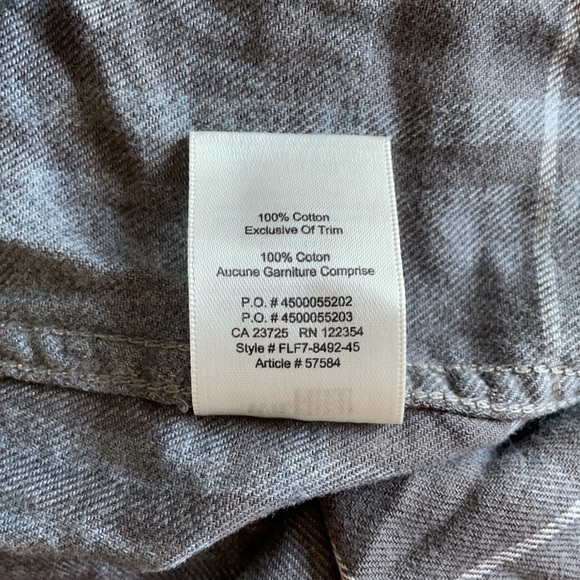 100% Cotton
Exclusive Of Trim
100% Coton
Aucune Garniture Comprise
P.O. # 4500055202
P.O. # 4500055203
CA 23725 RN 122354
Style # FLF7-8492-45
Article # 57584